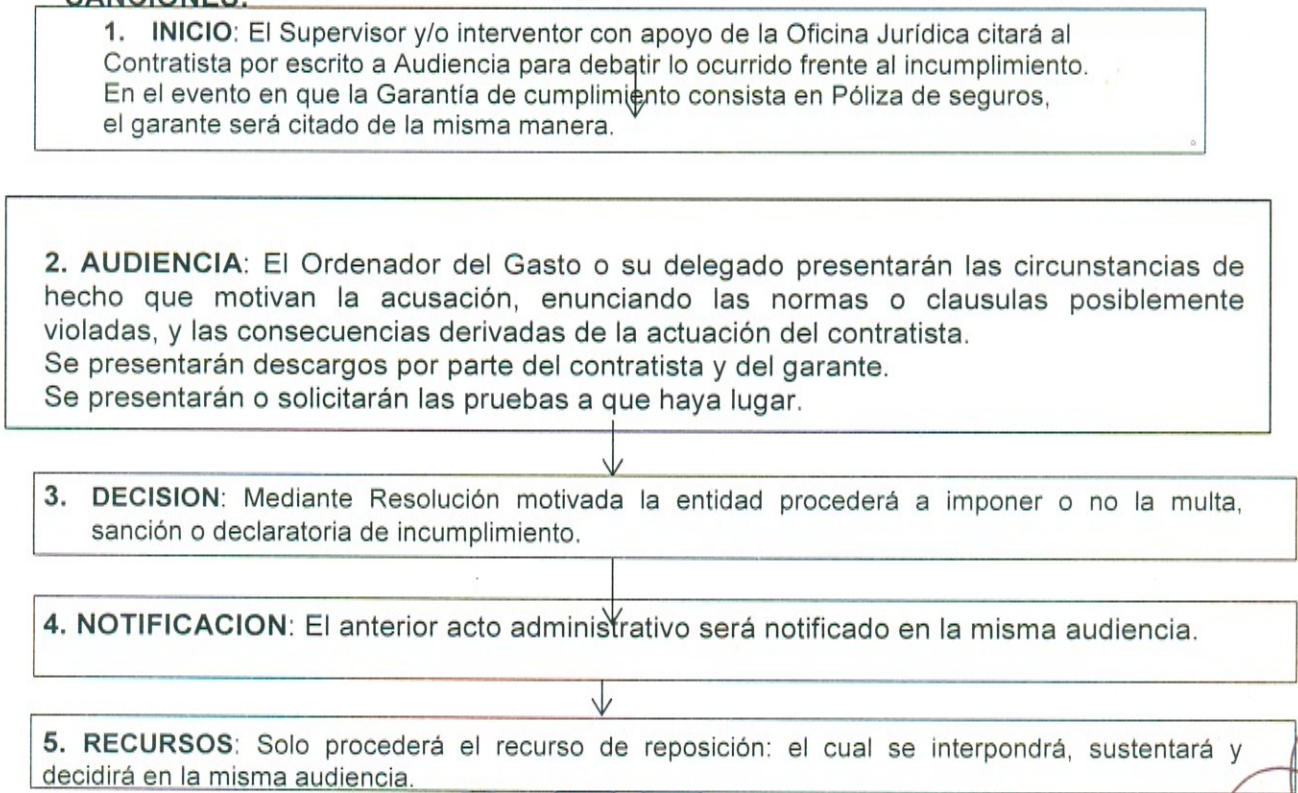 SANCIONES:
1. INICIO: El Supervisor y/o interventor con apoyo de la Oficina Jurídica citará al
Contratista por escrito a Audiencia para debatir lo ocurrido frente al incumplimiento.
En el evento en que la Garantía de cumplimiento consista en Póliza de seguros,
el garante será citado de la misma manera.
2. AUDIENCIA: El Ordenador del Gasto o su delegado presentarán las circunstancias de
hecho que motivan la acusación, enunciando las normas o clausulas posiblemente
violadas, y las consecuencias derivadas de la actuación del contratista.
Se presentarán descargos por parte del contratista y del garante.
Se presentarán o solicitarán las pruebas a que haya lugar.
3. DECISION: Mediante Resolución motivada la entidad procederá a imponer o no la multa,
sanción o declaratoria de incumplimiento.
4. NOTIFICACION: El anterior acto administrativo será notificado en la misma audiencia.
5. RECURSOS: Solo procederá el recurso de reposición: el cual se interpondrá, sustentará y
decidirá en la misma audiencia.